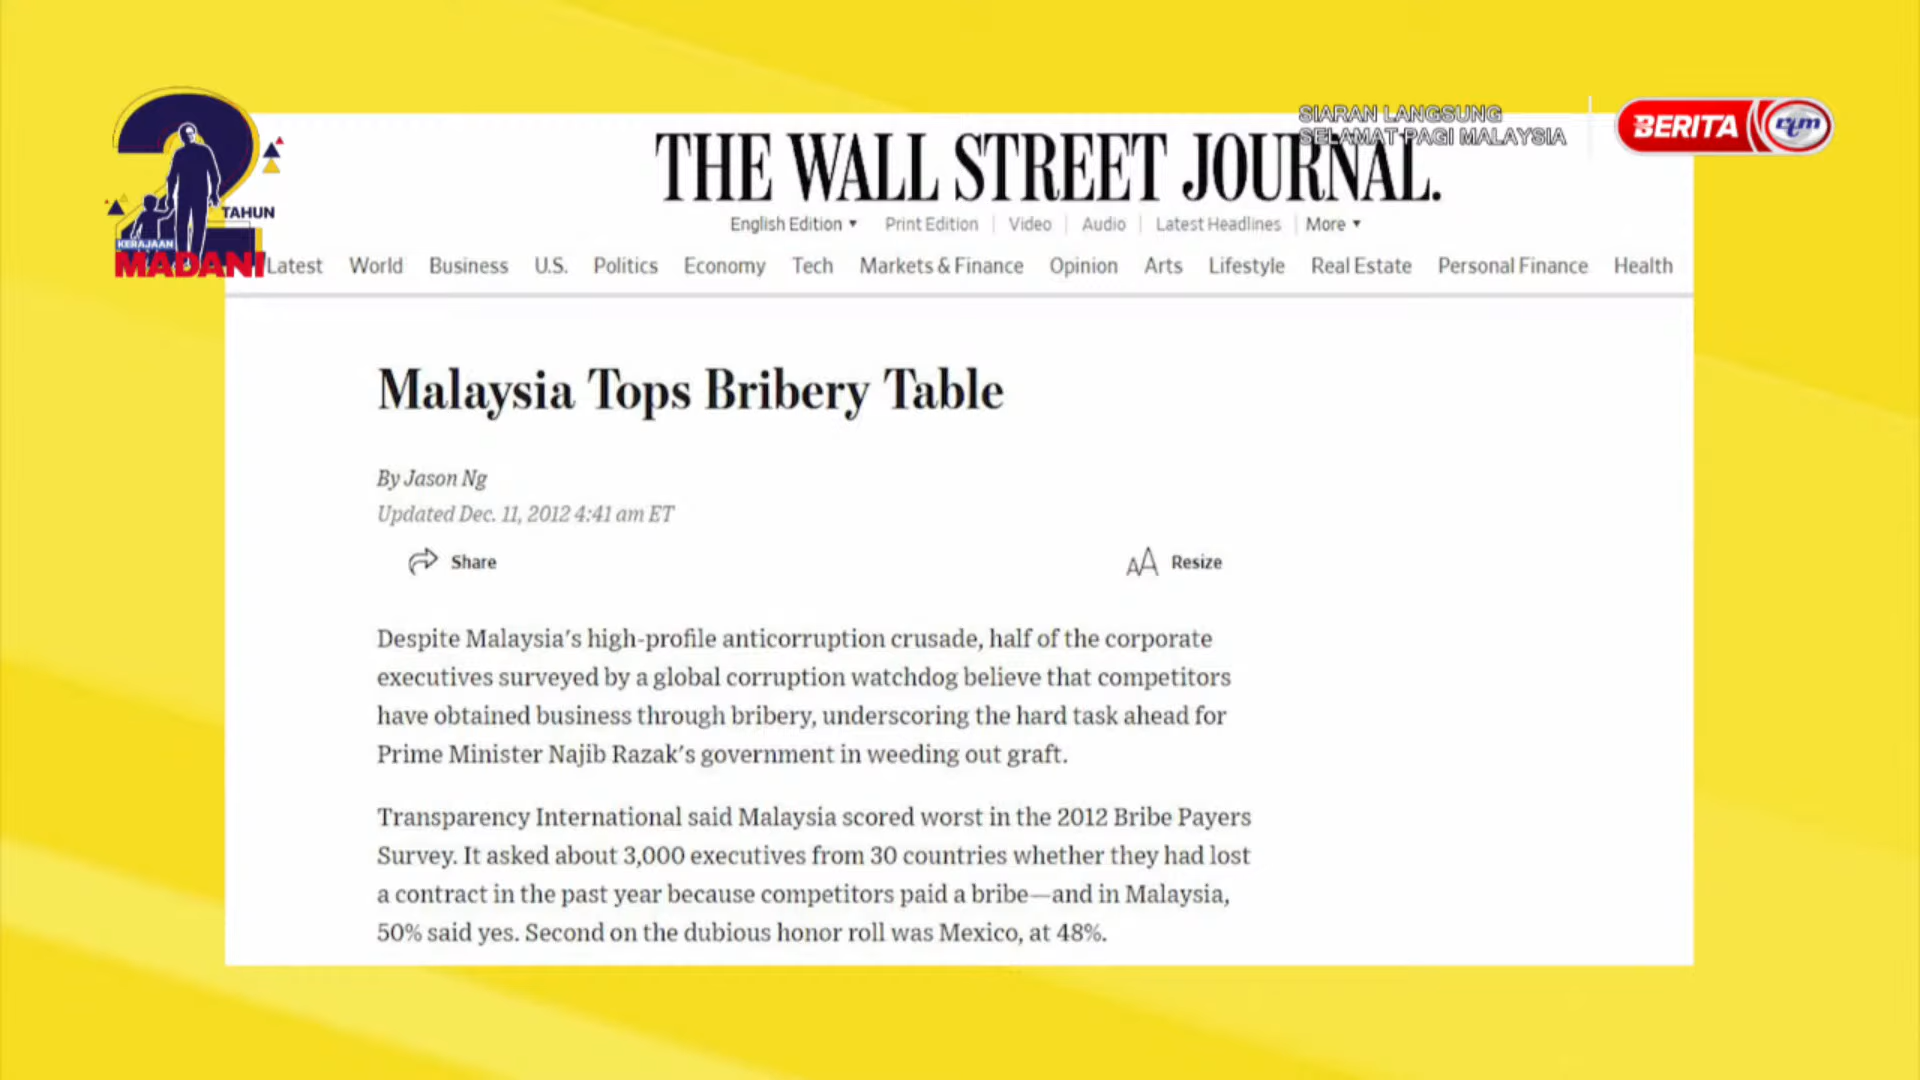 SIARAN LANGSUNG
SELAMAT PAGI MALAYSIA
BERITA rtm
2
TAHUN
KERAJAAN
MADANI
THE WALL STREET JOURNAL.
English Edition Print Edition Video Audio Latest Headlines More
Latest World Business U.S. Politics Economy Tech Markets & Finance Opinion Arts Lifestyle Real Estate Personal Finance Health
Malaysia Tops Bribery Table
By Jason Ng
Updated Dec. 11, 2012 4:41 am ET
Share AA Resize
Despite Malaysia's high-profile anticorruption crusade, half of the corporate
executives surveyed by a global corruption watchdog believe that competitors
have obtained business through bribery, underscoring the hard task ahead for
Prime Minister Najib Razak's government in weeding out graft.
Transparency International said Malaysia scored worst in the 2012 Bribe Payers
Survey. It asked about 3,000 executives from 30 countries whether they had lost
a contract in the past year because competitors paid a bribe—and in Malaysia,
50% said yes. Second on the dubious honor roll was Mexico, at 48%.